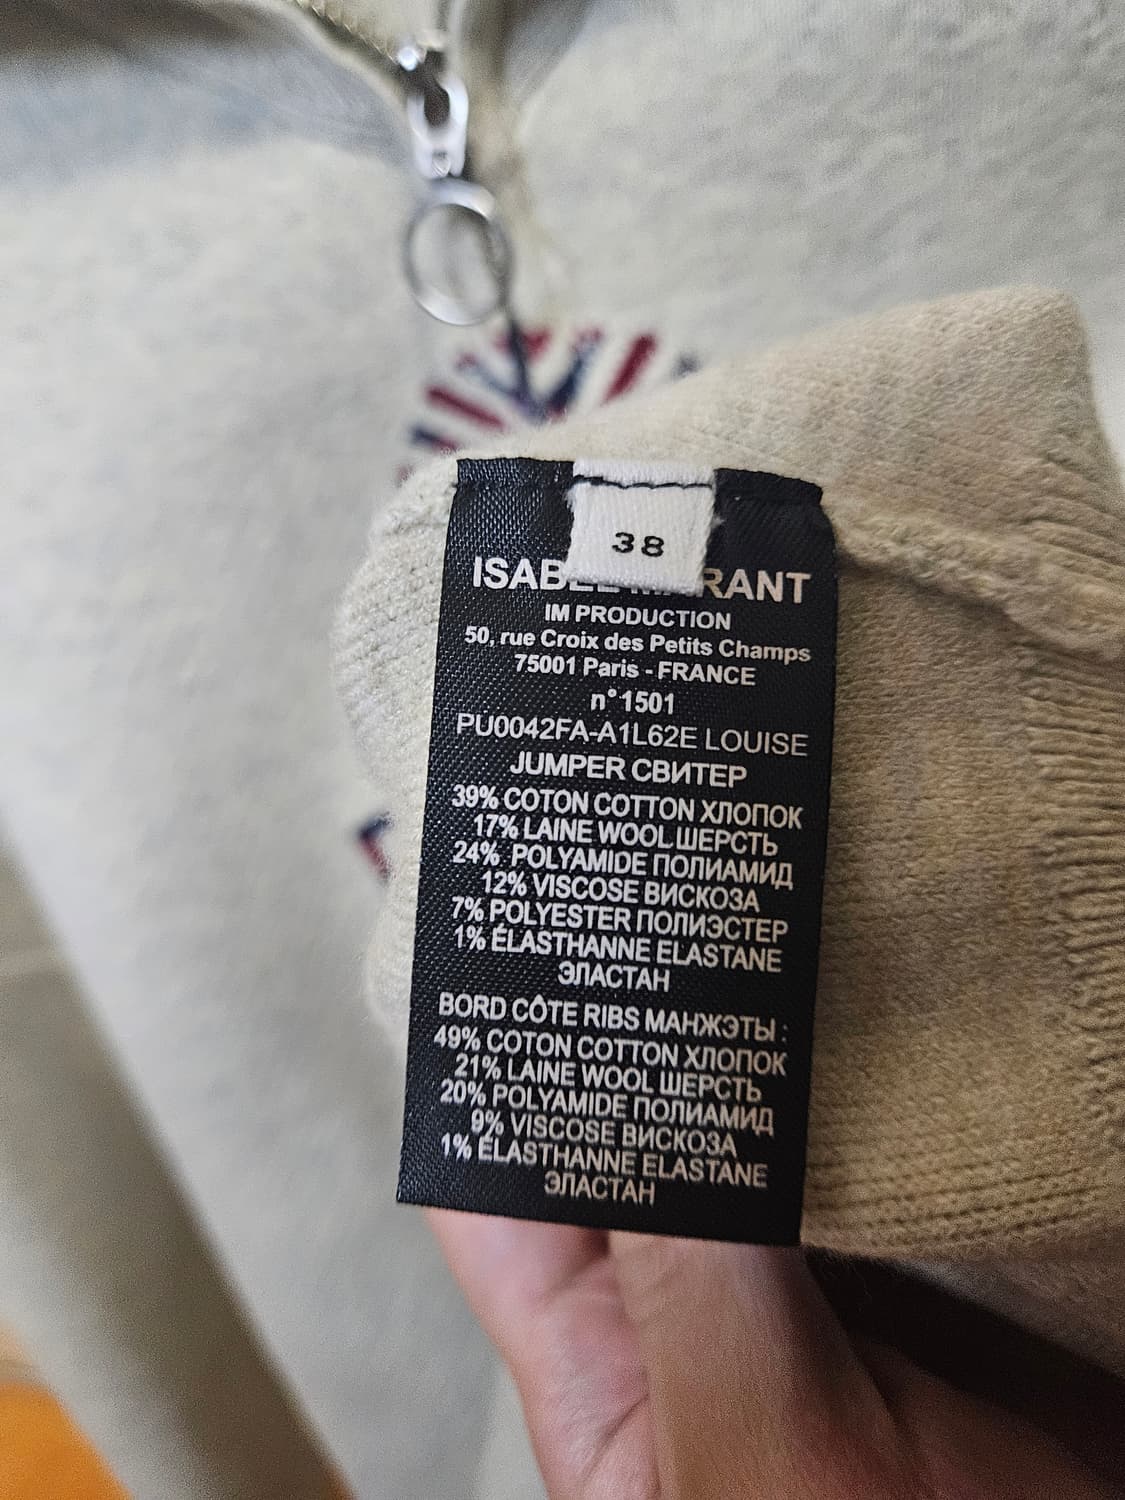 38
ISABEL MARANT
IM PRODUCTION
50, rue Croix des Petits Champs
75001 Paris - FRANCE
n°1501
PU0042FA-A1L62E LOUISE
JUMPER СВИТЕР
39% COTON COTTON ХЛОПОК
17% LAINE WOOL ШЕРСТЬ
24% POLYAMIDE ПОЛИАМИД
12% VISCOSE ВИСКОЗА
7% POLYESTER ПОЛИЭСТЕР
1% ÉLASTHANNE ELASTANE
ЭЛАСТАН
BORD CÔTE RIBS МАНЖЭТЫ :
49% COTON COTTON ХЛОПОК
21% LAINE WOOL ШЕРСТЬ
20% POLYAMIDE ПОЛИАМИД
9% VISCOSE ВИСКОЗА
1% ÉLASTHANNE ELASTANE
ЭЛАСТАН